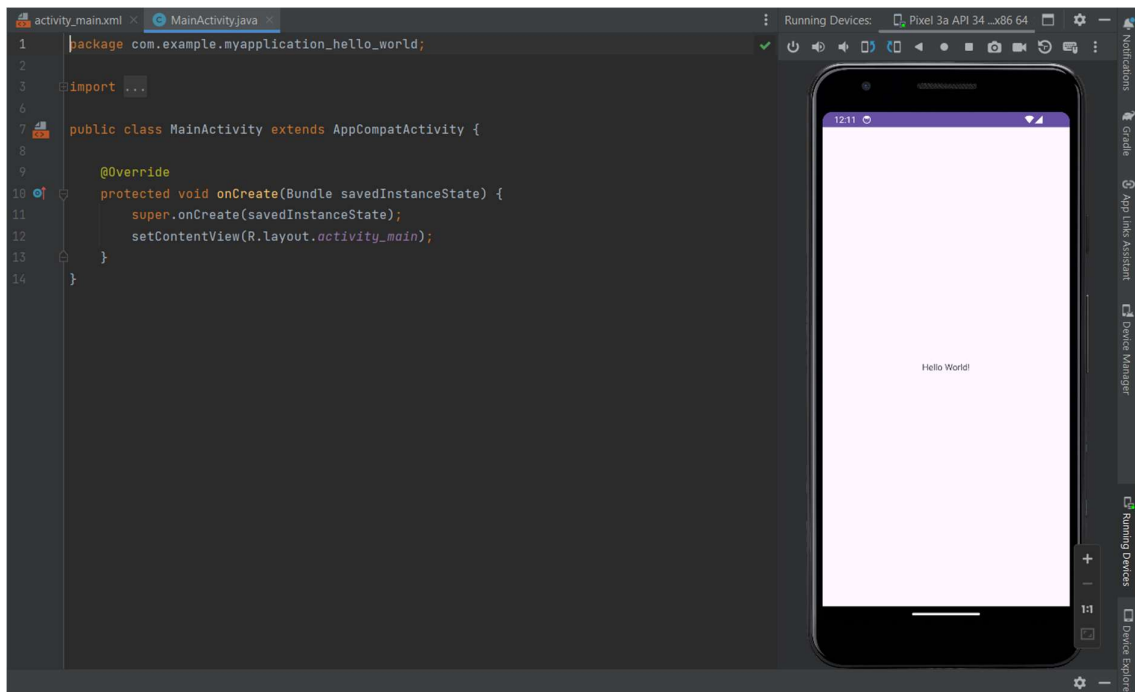 activity_main.xml MainActivity.java
1 package com.example.myapplication_hello_world;
2
3 import ...
6
7 public class MainActivity extends AppCompatActivity {
8
9 @Override
10 protected void onCreate(Bundle savedInstanceState) {
11 super.onCreate(savedInstanceState);
12 setContentView(R.layout.activity_main);
13 }
14 }
Running Devices: Pixel 3a API 34 ...x86 64
12:11
Hello World!
1:1
Notifications
Gradle
App Links Assistant
Device Manager
Running Devices
Device Explore